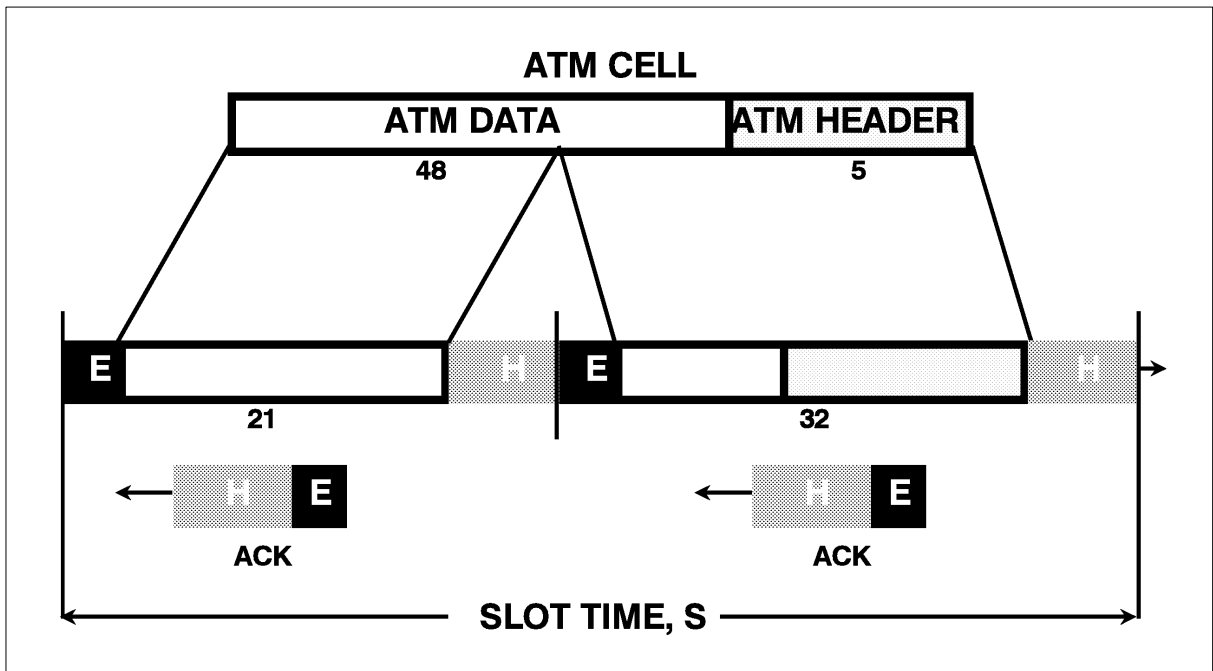 ATM CELL
ATM DATA ATM HEADER
48 5
E H E H
21 32
H E H E
ACK ACK
SLOT TIME, S